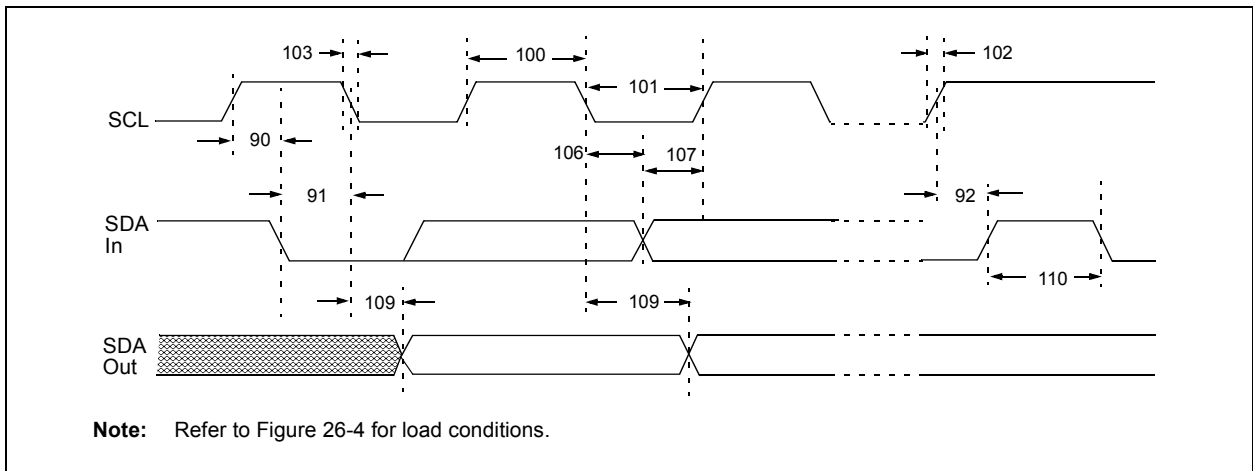 103
100
102
101
SCL
90
106
107
91
92
SDA
In
109
109
110
SDA
Out
Note: Refer to Figure 26-4 for load conditions.